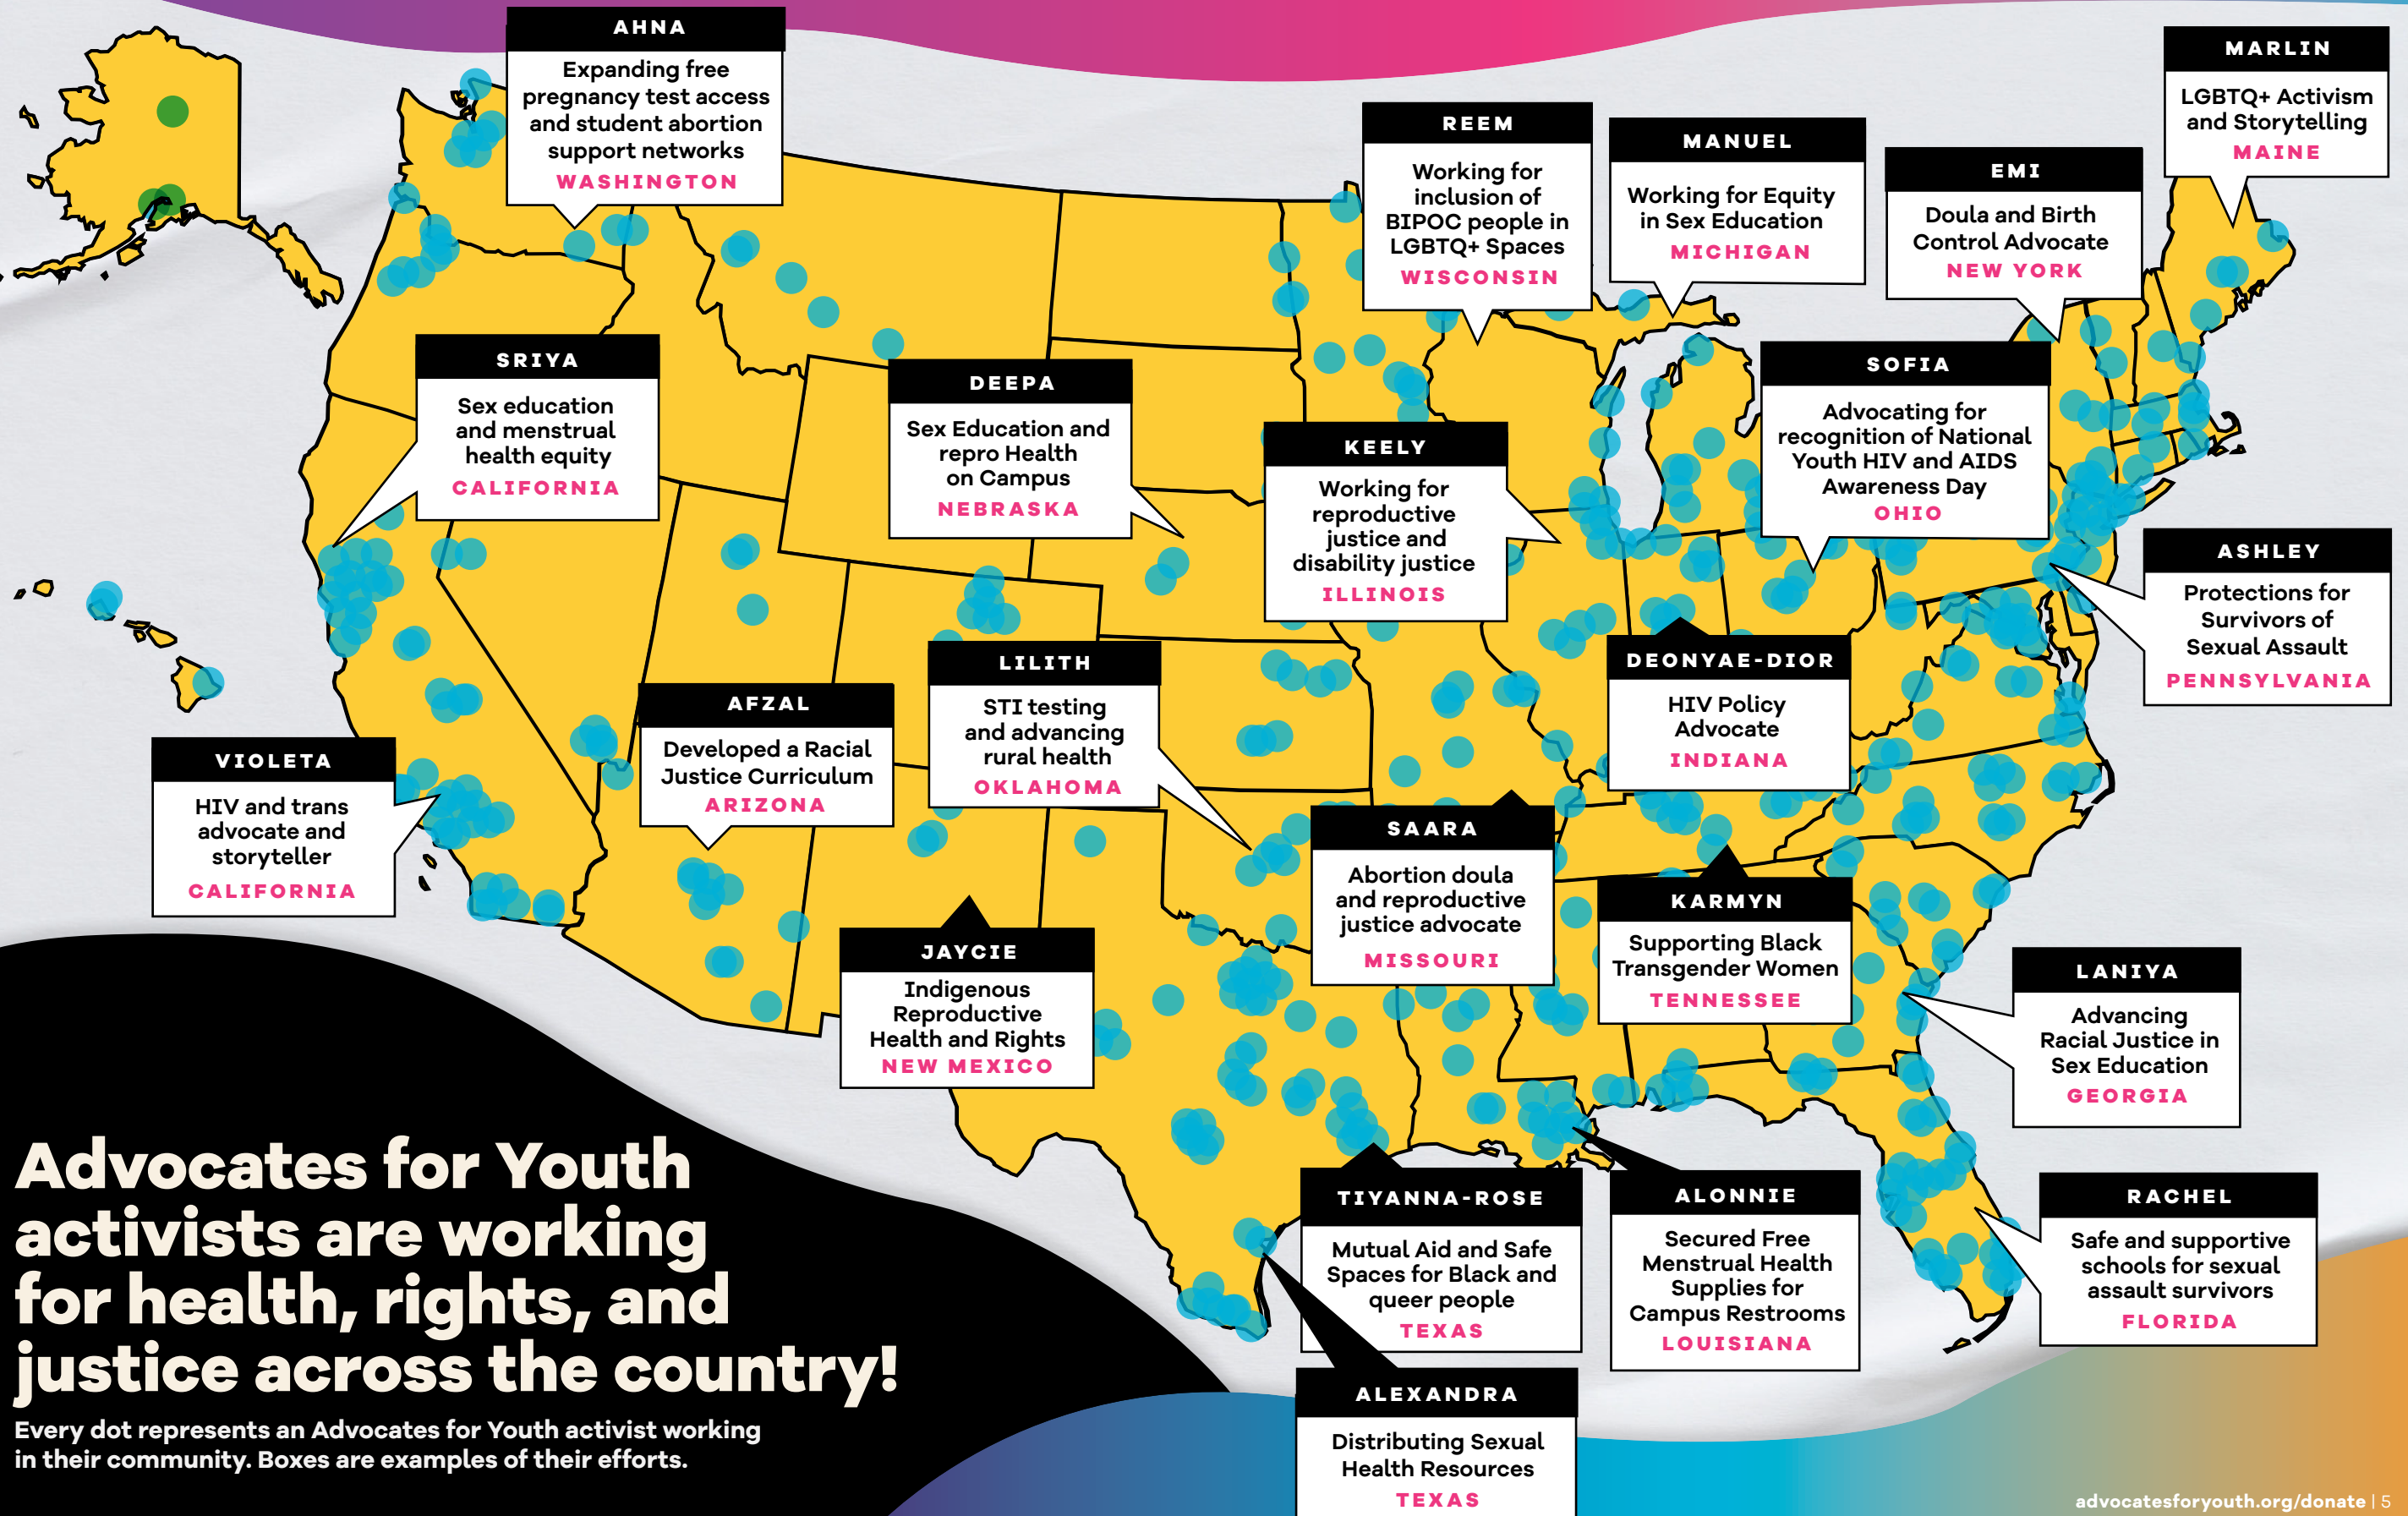 AHNA
Expanding free
pregnancy test access
and student abortion
support networks
WASHINGTON
REEM
Working for
inclusion of
BIPOC people in
LGBTQ+ Spaces
WISCONSIN
MANUEL
Working for Equity
in Sex Education
MICHIGAN
EMI
Doula and Birth
Control Advocate
NEW YORK
MARLIN
LGBTQ+ Activism
and Storytelling
MAINE
SRIYA
Sex education
and menstrual
health equity
CALIFORNIA
DEEPA
Sex Education and
repro Health
on Campus
NEBRASKA
KEELY
Working for
reproductive
justice and
disability justice
ILLINOIS
SOFIA
Advocating for
recognition of National
Youth HIV and AIDS
Awareness Day
OHIO
ASHLEY
Protections for
Survivors of
Sexual Assault
PENNSYLVANIA
VIOLETA
HIV and trans
advocate and
storyteller
CALIFORNIA
AFZAL
Developed a Racial
Justice Curriculum
ARIZONA
LILITH
STI testing
and advancing
rural health
OKLAHOMA
DEONYAE-DIOR
HIV Policy
Advocate
INDIANA
SAARA
Abortion doula
and reproductive
justice advocate
MISSOURI
KARMYN
Supporting Black
Transgender Women
TENNESSEE
JAYCIE
Indigenous
Reproductive
Health and Rights
NEW MEXICO
LANIYA
Advancing
Racial Justice in
Sex Education
GEORGIA
TIYANNA-ROSE
Mutual Aid and Safe
Spaces for Black and
queer people
TEXAS
ALONNIE
Secured Free
Menstrual Health
Supplies for
Campus Restrooms
LOUISIANA
RACHEL
Safe and supportive
schools for sexual
assault survivors
FLORIDA
ALEXANDRA
Distributing Sexual
Health Resources
TEXAS
Advocates for Youth
activists are working
for health, rights, and
justice across the country!
Every dot represents an Advocates for Youth activist working
in their community. Boxes are examples of their efforts.
advocatesforyouth.org/donate | 5